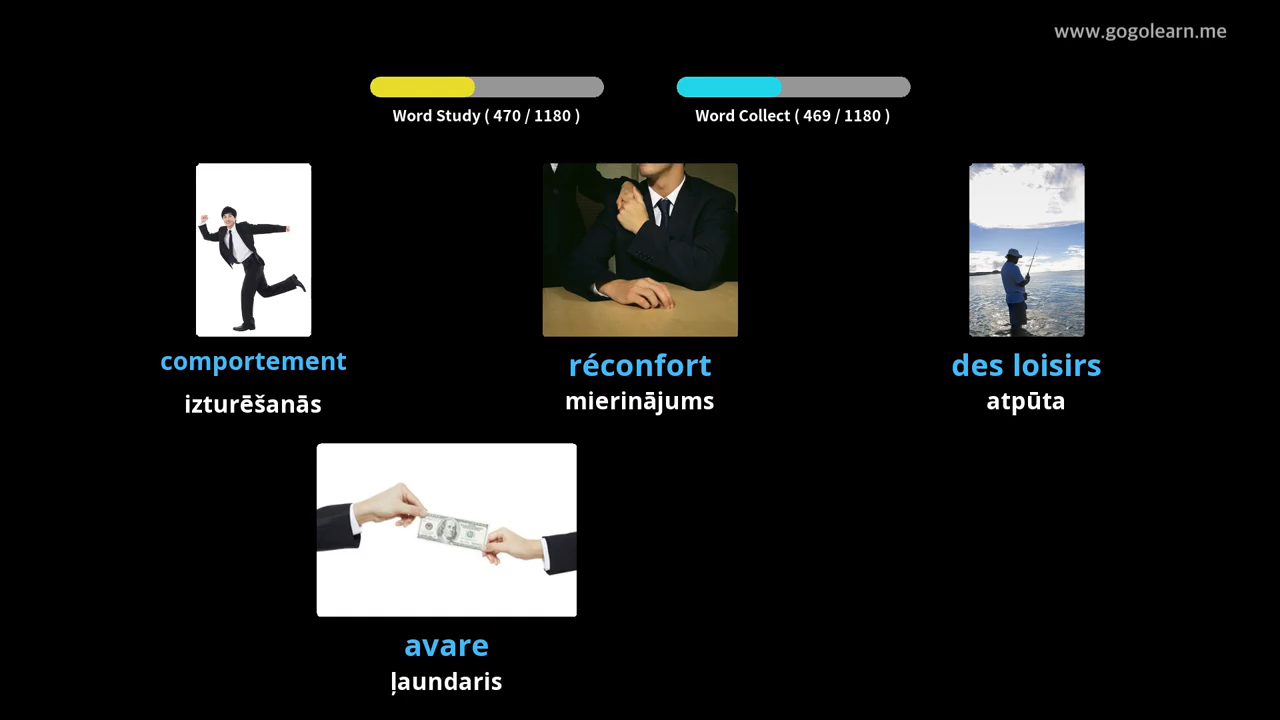 www.gogolearn.me
Word Study ( 470 / 1180 )
Word Collect ( 469 / 1180 )
comportement
izturēšanās
réconfort
mierinājums
des loisirs
atpūta
avare
ļaundaris